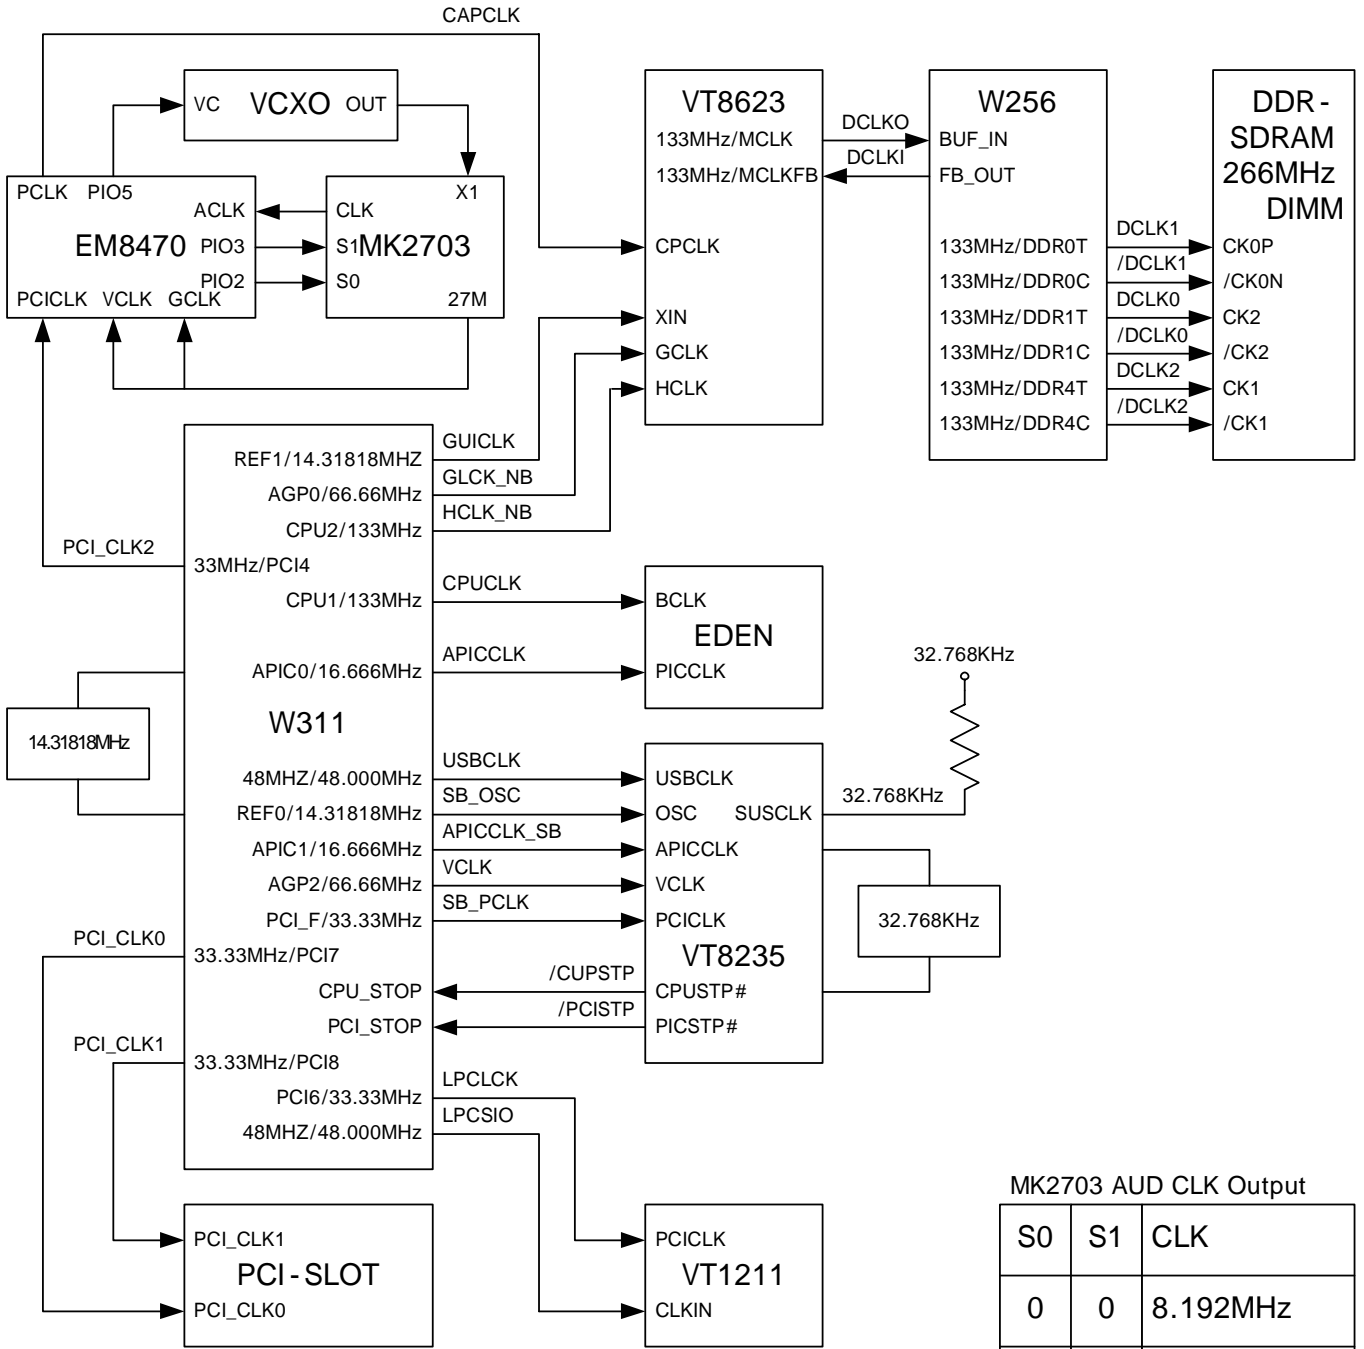 CAPCLK
VC VCXO OUT
PCLK PIO5
ACLK
EM8470 PIO3
PIO2
PCICLK VCLK GCLK
X1
CLK
S1 MK2703
S0
27M
VT8623
133MHz/MCLK
133MHz/MCLKFB
CPCLK
XIN
GCLK
HCLK
DCLKO
DCLKI
W256
BUF_IN
FB_OUT
133MHz/DDR0T
133MHz/DDR0C
133MHz/DDR1T
133MHz/DDR1C
133MHz/DDR4T
133MHz/DDR4C
DCLK1
/DCLK1
DCLK0
/DCLK0
DCLK2
/DCLK2
DDR-
SDRAM
266MHz
DIMM
CK0P
/CK0N
CK2
/CK2
CK1
/CK1
REF1/14.31818MHZ
AGP0/66.66MHz
CPU2/133MHz
33MHz/PCI4
CPU1/133MHz
APIC0/16.666MHz
W311
48MHZ/48.000MHz
REF0/14.31818MHz
APIC1/16.666MHz
AGP2/66.66MHz
PCI_F/33.33MHz
33.33MHz/PCI7
CPU_STOP
PCI_STOP
33.33MHz/PCI8
PCI6/33.33MHz
48MHZ/48.000MHz
PCI_CLK2
14.31818MHz
PCI_CLK0
PCI_CLK1
GUICLK
GLCK_NB
HCLK_NB
CPUCLK
APICCLK
USBCLK
SB_OSC
APICCLK_SB
VCLK
SB_PCLK
/CUPSTP
/PCISTP
LPCLCK
LPCSIO
BCLK
EDEN
PICCLK
32.768KHz
32.768KHz
USBCLK
OSC SUSCLK
APICCLK
VCLK
PCICLK
VT8235
CPUSTP#
PICSTP#
32.768KHz
PCI_CLK1
PCI-SLOT
PCI_CLK0
PCICLK
VT1211
CLKIN
MK2703 AUD CLK Output
S0 S1 CLK
0 0 8.192MHz